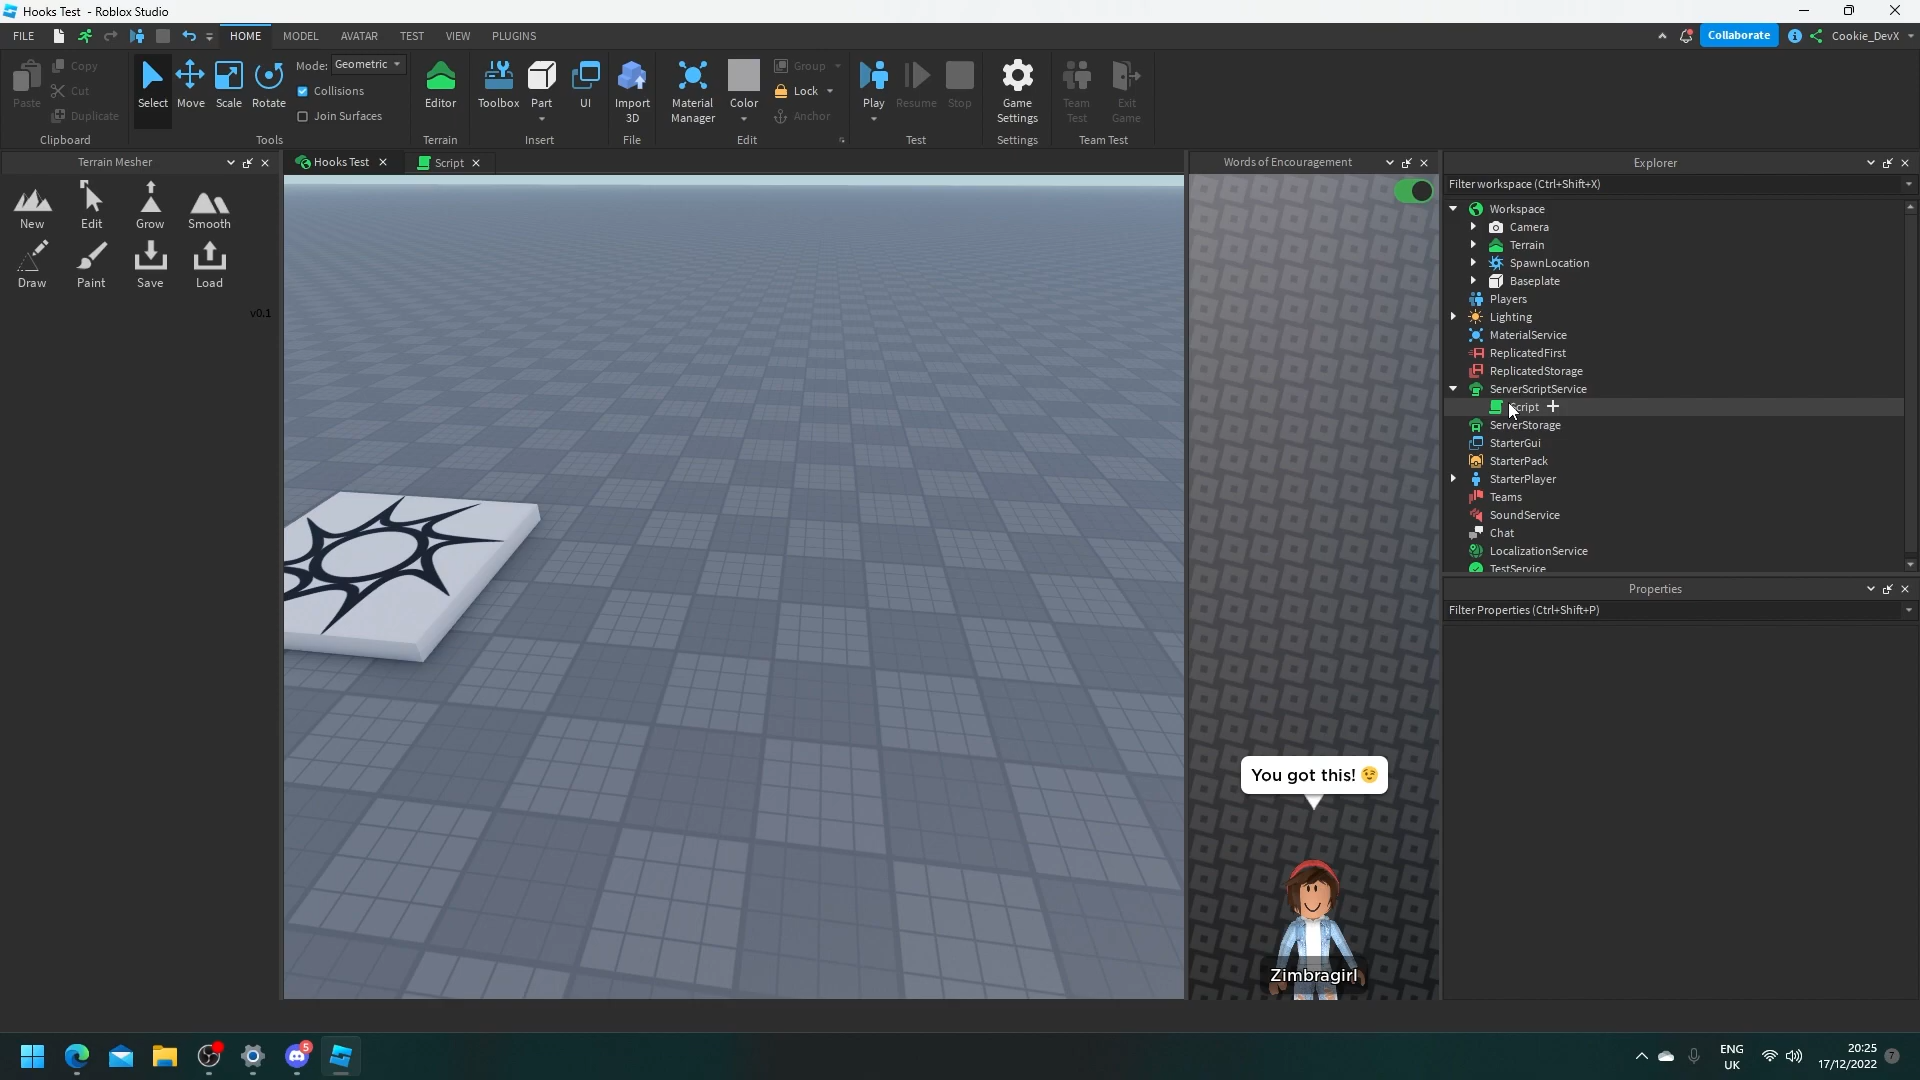 Hooks Test - Roblox Studio
FILE HOME MODEL AVATAR TEST VIEW PLUGINS Collaborate Cookie_DevX
Paste Copy Cut Duplicate Clipboard
Select Move Scale Rotate Mode: Geometric Collisions Join Surfaces Tools
Editor Terrain
Toolbox Part UI Insert
Import 3D File
Material Manager Color Group Lock Anchor Edit
Play Resume Stop Test
Game Settings Settings
Team Test Exit Game Team Test
Terrain Mesher
New Edit Grow Smooth
Draw Paint Save Load
v0.1
Hooks Test Script
Words of Encouragement
You got this! 😉
Zimbragirl
Explorer
Filter workspace (Ctrl+Shift+X)
Workspace
Camera
Terrain
SpawnLocation
Baseplate
Players
Lighting
MaterialService
ReplicatedFirst
ReplicatedStorage
ServerScriptService
Script
ServerStorage
StarterGui
StarterPack
StarterPlayer
Teams
SoundService
Chat
LocalizationService
TestService
Properties
Filter Properties (Ctrl+Shift+P)
5
ENG
UK
20:25
17/12/2022
7